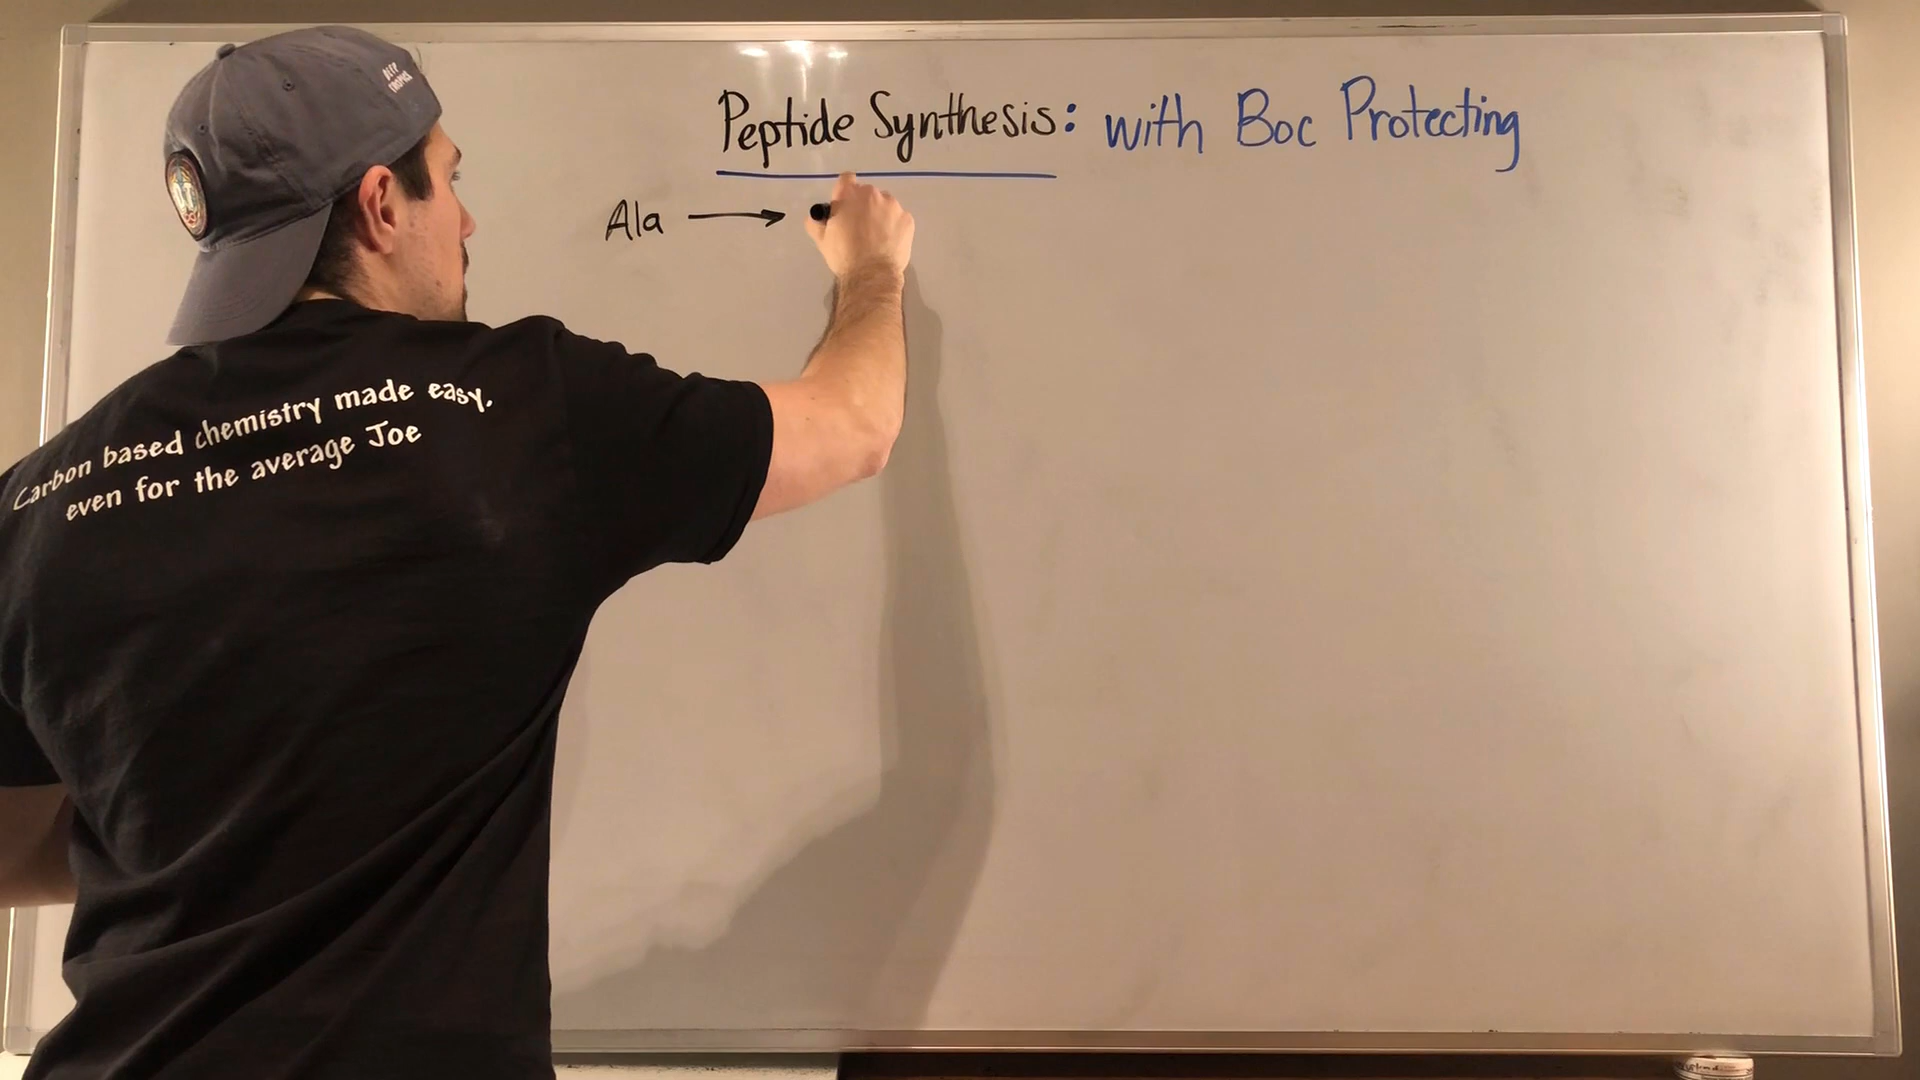 Peptide Synthesis: with Boc Protecting
Ala
Carbon based chemistry made easy,
even for the average Joe